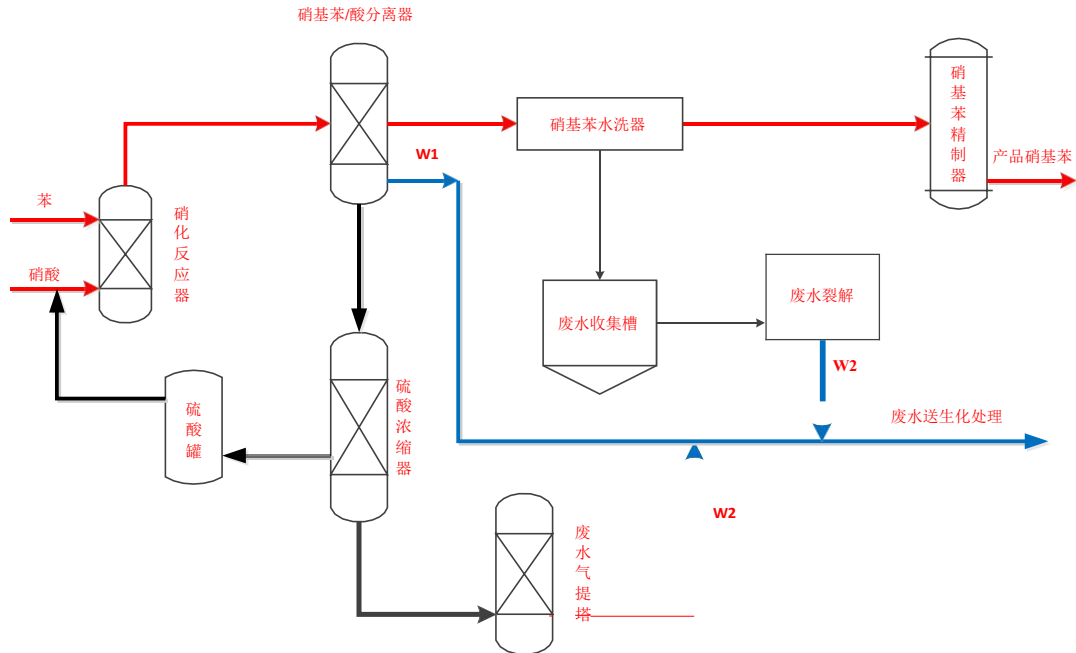 硝基苯/酸分离器
硝基苯精制器
硝基苯水洗器
W1
产品硝基苯
苯
硝化反应器
硝酸
废水裂解
废水收集槽
W2
硫酸浓缩器
硫酸罐
废水送生化处理
W2
废水气提塔